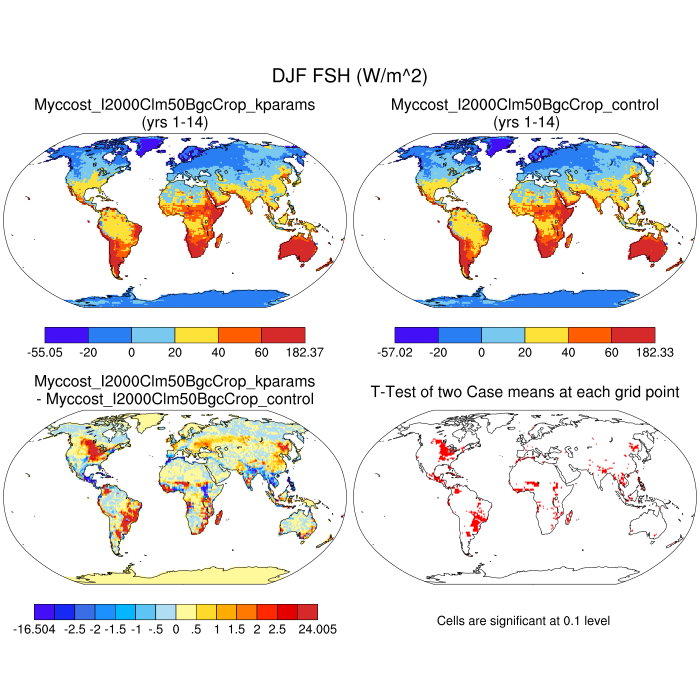 DJF FSH (W/m^2)
Myccost_I2000Clm50BgcCrop_kparams
(yrs 1-14)
Myccost_I2000Clm50BgcCrop_control
(yrs 1-14)
-55.05 -20 0 20 40 60 182.37
-57.02 -20 0 20 40 60 182.33
Myccost_I2000Clm50BgcCrop_kparams
- Myccost_I2000Clm50BgcCrop_control
T-Test of two Case means at each grid point
-16.504 -2.5 -2 -1.5 -1 -.5 0 .5 1 1.5 2 2.5 24.005
Cells are significant at 0.1 level